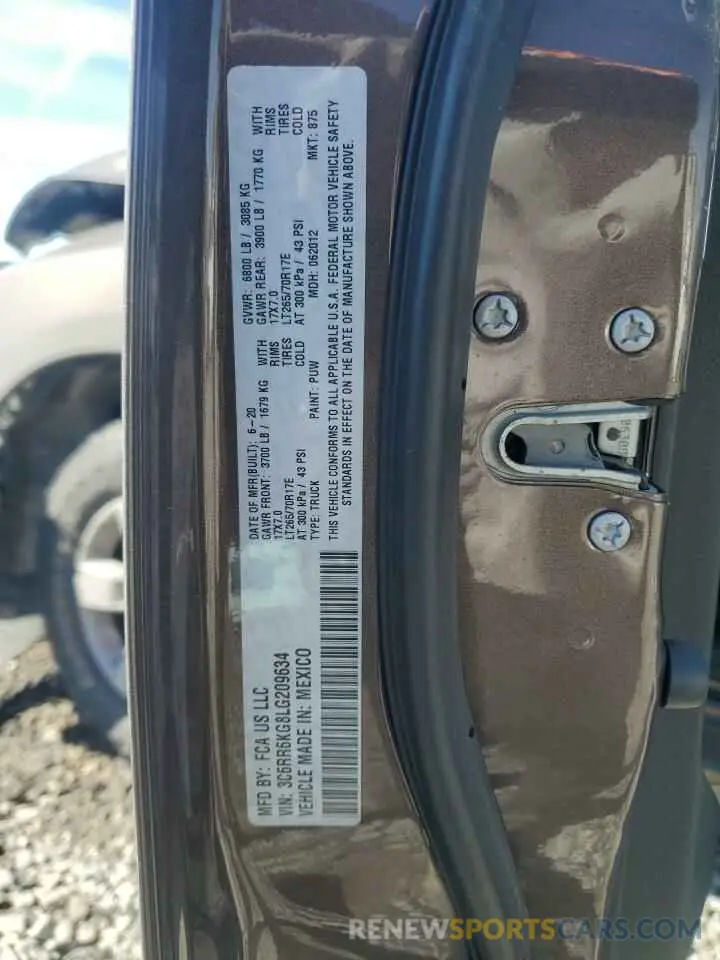 MFD BY: FCA US LLC
VIN: 3C6RR6KG8LG209634
VEHICLE MADE IN: MEXICO
DATE OF MFR(BUILT): 6-20
GAWR FRONT: 3700 LB / 1679 KG WITH
17X7.0 RIMS
LT265/70R17E TIRES
AT 300 kPa / 43 PSI COLD
TYPE: TRUCK PAINT: PUW
GVWR: 6800 LB / 3085 KG
GAWR REAR: 3900 LB / 1770 KG WITH
17X7.0 RIMS
LT265/70R17E TIRES
AT 300 kPa / 43 PSI COLD
MDH: 062012 MKT: 875
THIS VEHICLE CONFORMS TO ALL APPLICABLE U.S.A. FEDERAL MOTOR VEHICLE SAFETY
STANDARDS IN EFFECT ON THE DATE OF MANUFACTURE SHOWN ABOVE.
RENEWSPORTSCARS.COM